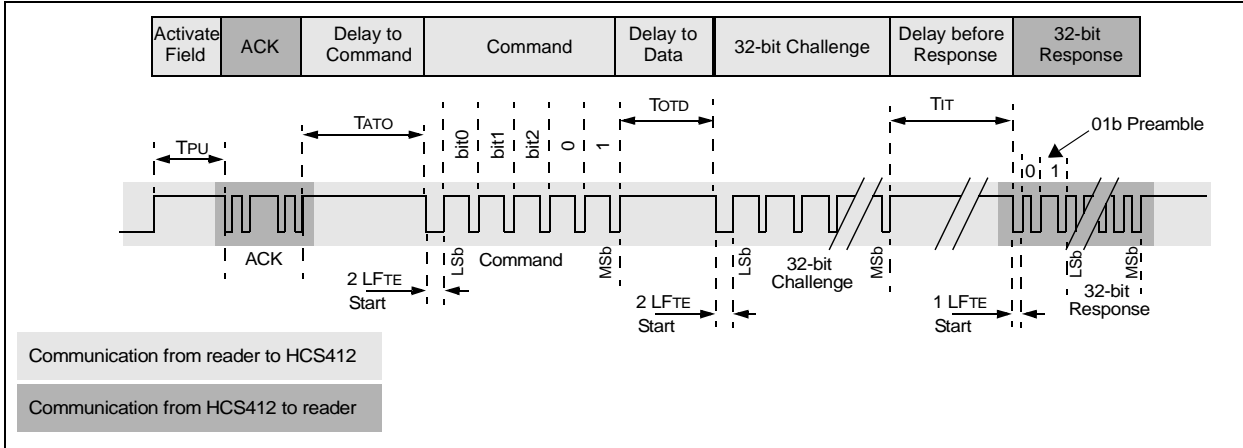 Activate Field
ACK
Delay to Command
Command
Delay to Data
32-bit Challenge
Delay before Response
32-bit Response
TPU
TATO
bit0
bit1
bit2
0
1
TOTD
TIT
01b Preamble
0
1
ACK
2 LFTE
Start
LSb
Command
MSb
2 LFTE
Start
LSb
32-bit
Challenge
MSb
1 LFTE
Start
LSb
MSb
32-bit
Response
Communication from reader to HCS412
Communication from HCS412 to reader